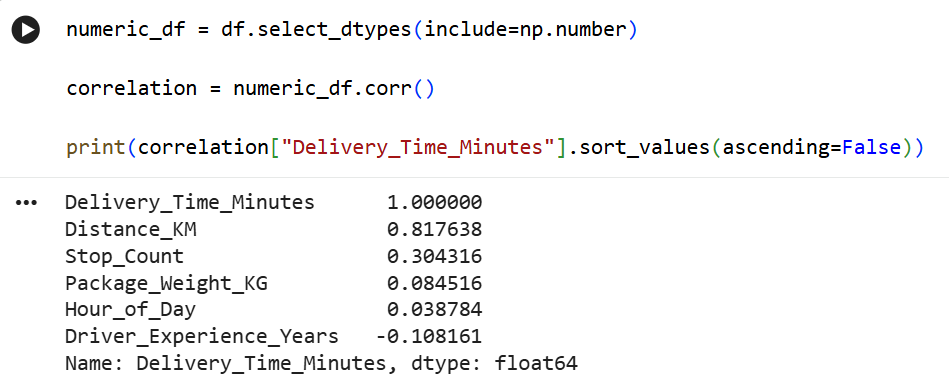 numeric_df = df.select_dtypes(include=np.number)
correlation = numeric_df.corr()
print(correlation["Delivery_Time_Minutes"].sort_values(ascending=False))
Delivery_Time_Minutes      1.000000
Distance_KM                0.817638
Stop_Count                 0.304316
Package_Weight_KG          0.084516
Hour_of_Day                0.038784
Driver_Experience_Years   -0.108161
Name: Delivery_Time_Minutes, dtype: float64